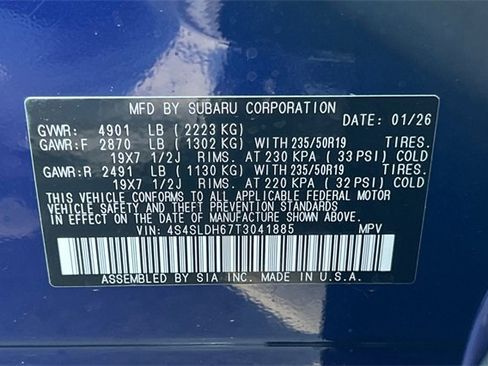 MFD BY SUBARU CORPORATION
DATE: 01/26
GVWR: 4901 LB ( 2223 KG)
GAWR:F 2870 LB ( 1302 KG) WITH 235/50R19 TIRES.
19X7 1/2J RIMS. AT 230 KPA ( 33 PSI) COLD
GAWR:R 2491 LB ( 1130 KG) WITH 235/50R19 TIRES.
19X7 1/2J RIMS. AT 220 KPA ( 32 PSI) COLD
THIS VEHICLE CONFORMS TO ALL APPLICABLE FEDERAL MOTOR
VEHICLE SAFETY AND THEFT PREVENTION STANDARDS
IN EFFECT ON THE DATE OF MANUFACTURE SHOWN ABOVE.
VIN: 4S4SLDH67T3041885 MPV
ASSEMBLED BY SIA INC. MADE IN U.S.A.